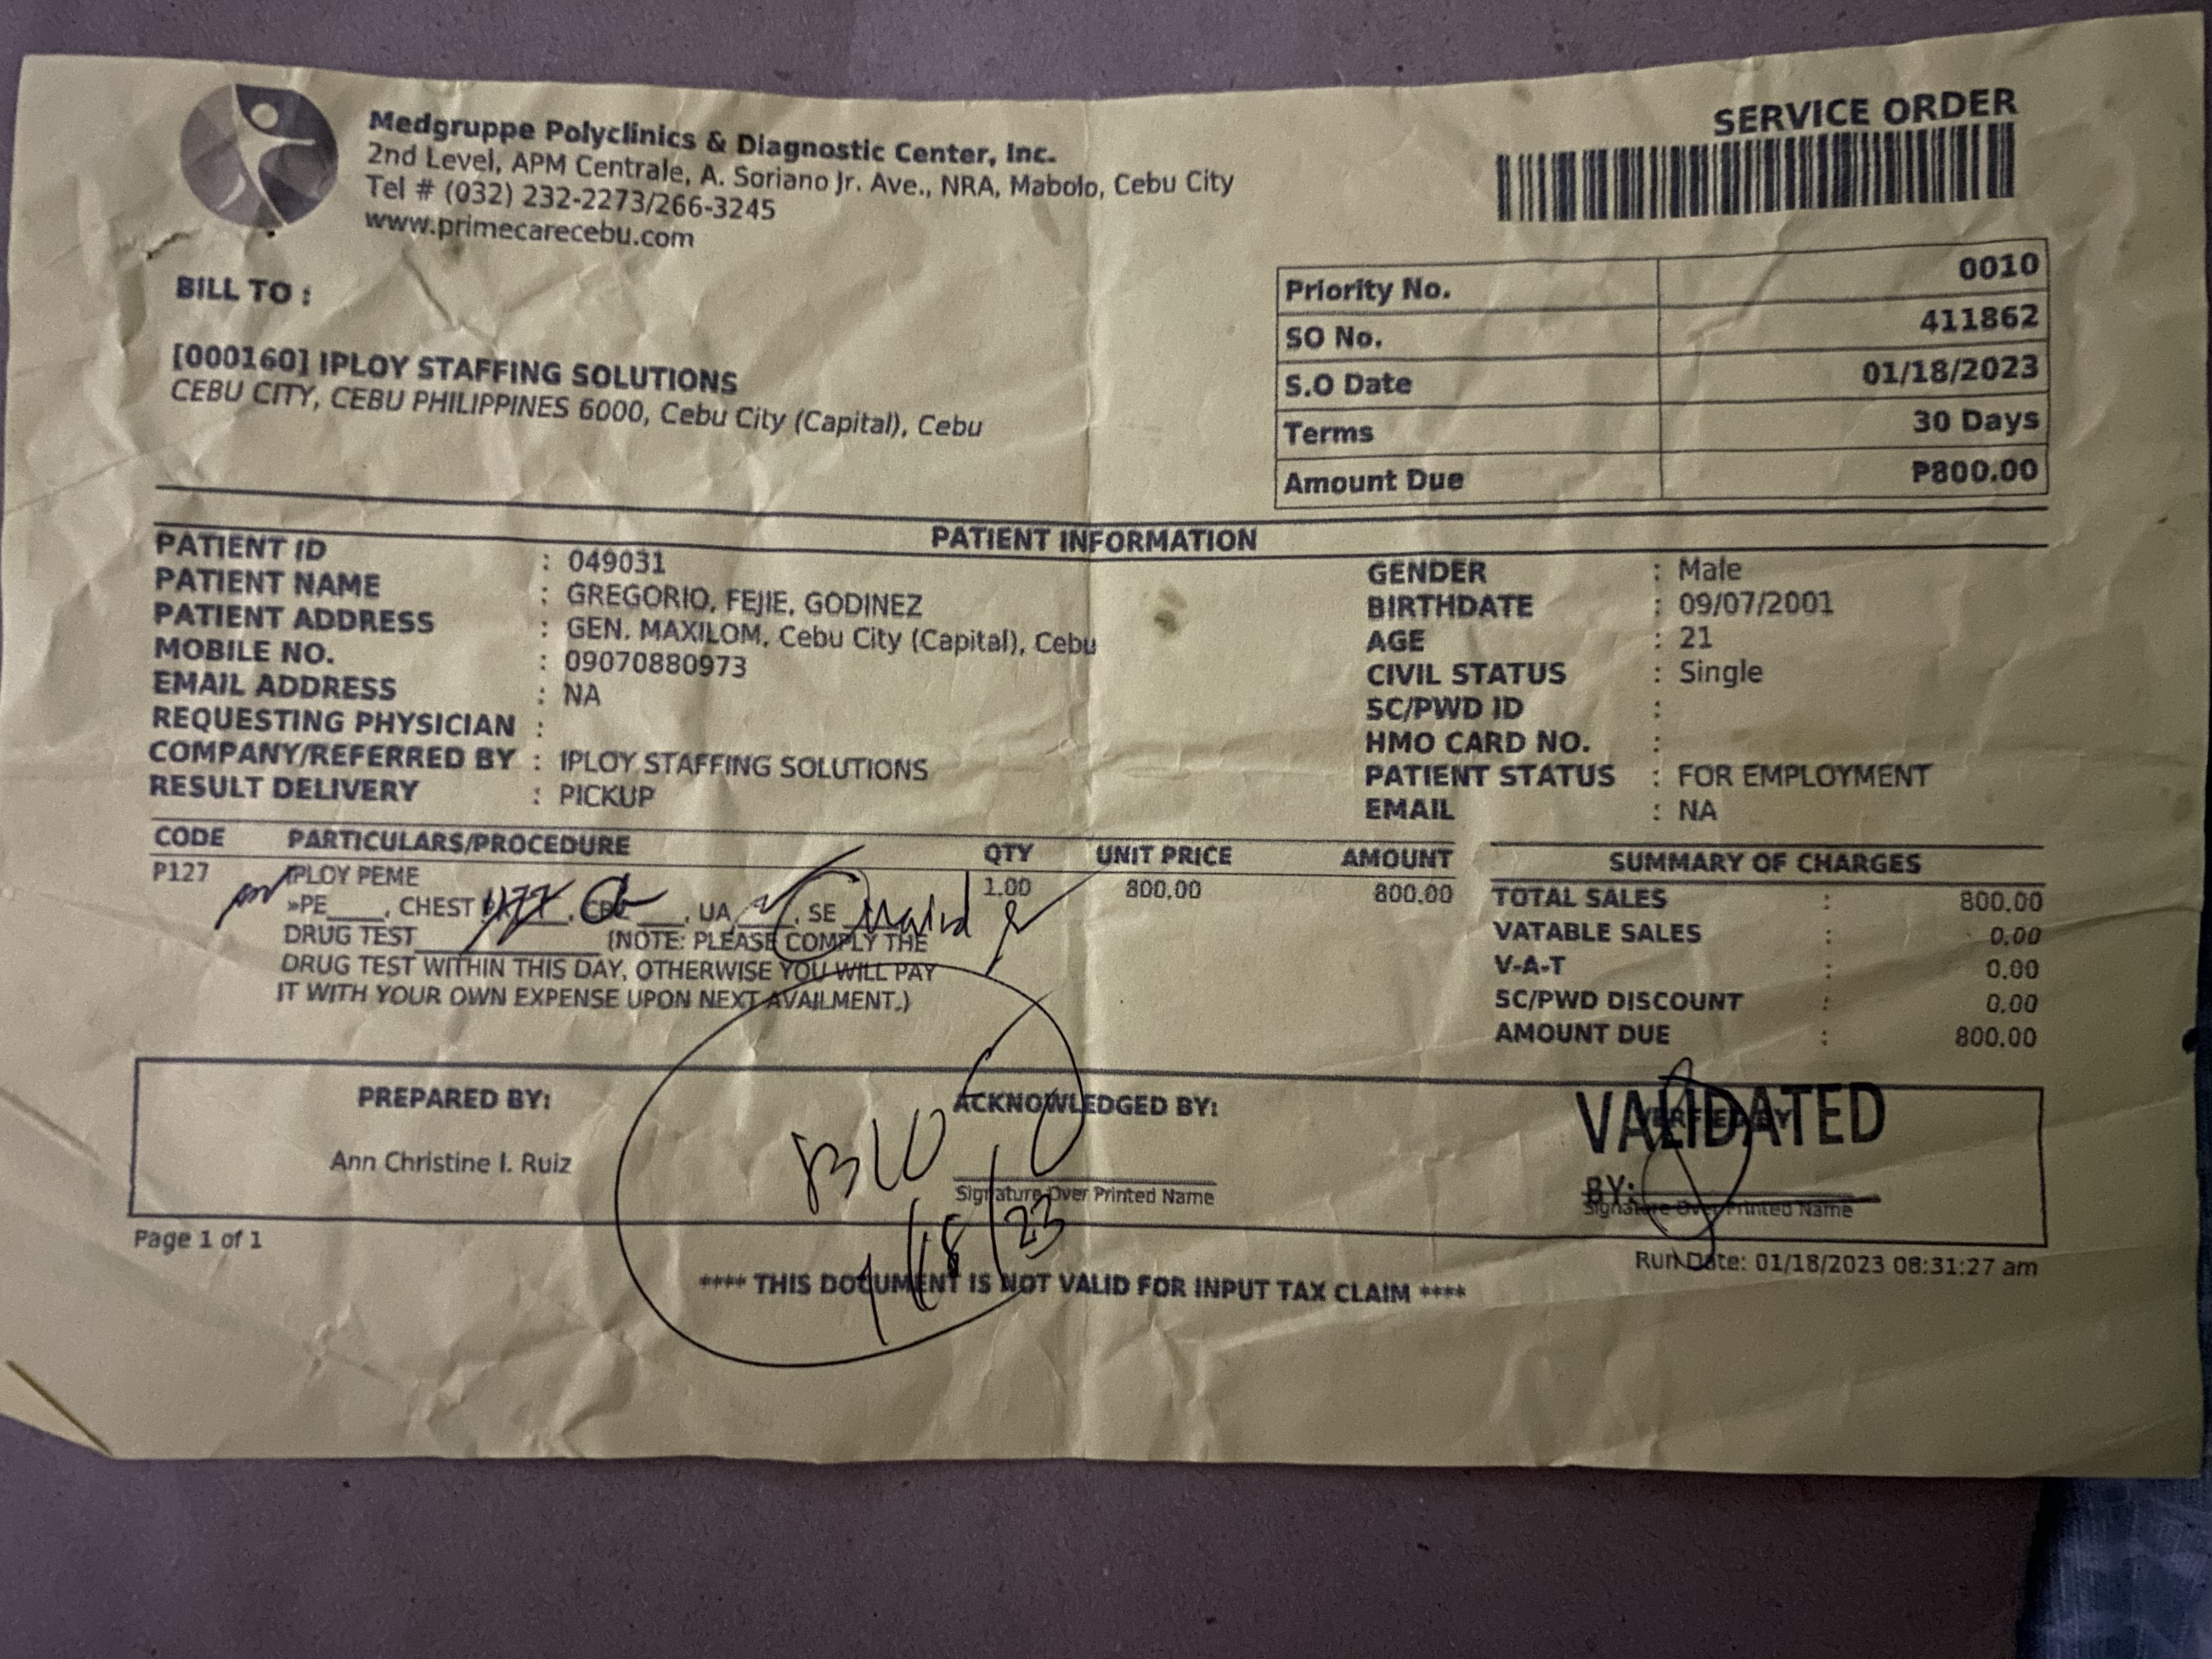 SERVICE ORDER
Medgruppe Polyclinics & Diagnostic Center, Inc.
2nd Level, APM Centrale, A. Soriano Jr. Ave., NRA, Mabolo, Cebu City
Tel # (032) 232-2273/266-3245
www.primecarecebu.com
BILL TO :
[000160] IPLOY STAFFING SOLUTIONS
CEBU CITY, CEBU PHILIPPINES 6000, Cebu City (Capital), Cebu
Priority No. 0010
SO No. 411862
S.O Date 01/18/2023
Terms 30 Days
Amount Due ₱800.00
PATIENT INFORMATION
PATIENT ID : 049031
PATIENT NAME : GREGORIO, FEJIE, GODINEZ
PATIENT ADDRESS : GEN. MAXILOM, Cebu City (Capital), Cebu
MOBILE NO. : 09070880973
EMAIL ADDRESS : NA
REQUESTING PHYSICIAN :
COMPANY/REFERRED BY : IPLOY STAFFING SOLUTIONS
RESULT DELIVERY : PICKUP
GENDER : Male
BIRTHDATE : 09/07/2001
AGE : 21
CIVIL STATUS : Single
SC/PWD ID :
HMO CARD NO. :
PATIENT STATUS : FOR EMPLOYMENT
EMAIL : NA
CODE PARTICULARS/PROCEDURE QTY UNIT PRICE AMOUNT
P127 IPLOY PEME 1.00 800.00 800.00
»PE____, CHEST , CBC ___, UA , SE
DRUG TEST__________ (NOTE: PLEASE COMPLY THE
DRUG TEST WITHIN THIS DAY, OTHERWISE YOU WILL PAY
IT WITH YOUR OWN EXPENSE UPON NEXT AVAILMENT.)
SUMMARY OF CHARGES
TOTAL SALES : 800.00
VATABLE SALES : 0.00
V-A-T : 0.00
SC/PWD DISCOUNT : 0.00
AMOUNT DUE : 800.00
PREPARED BY:
Ann Christine I. Ruiz
ACKNOWLEDGED BY:
Signature Over Printed Name
1/18/23
VALIDATED
BY:
Signature Over Printed Name
Page 1 of 1
Run Date: 01/18/2023 08:31:27 am
**** THIS DOCUMENT IS NOT VALID FOR INPUT TAX CLAIM ****